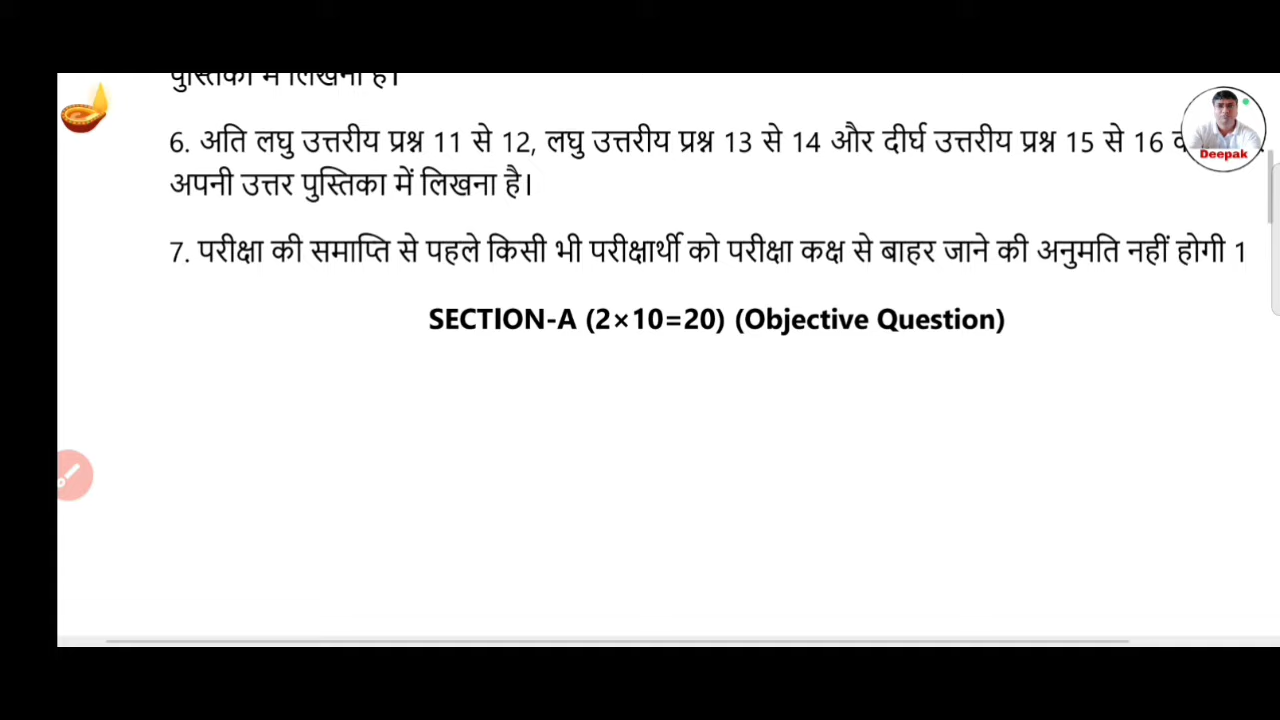 पुस्तिका में लिखना है।
6. अति लघु उत्तरीय प्रश्न 11 से 12, लघु उत्तरीय प्रश्न 13 से 14 और दीर्घ उत्तरीय प्रश्न 15 से 16
अपनी उत्तर पुस्तिका में लिखना है।
7. परीक्षा की समाप्ति से पहले किसी भी परीक्षार्थी को परीक्षा कक्ष से बाहर जाने की अनुमति नहीं होगी 1
SECTION-A (2×10=20) (Objective Question)
Deepak